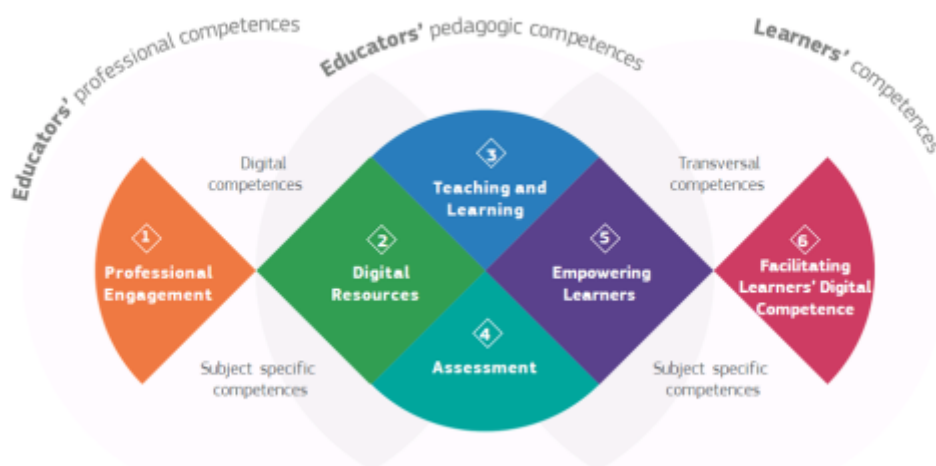 Educators' professional competences
Educators' pedagogic competences
Learners' competences
Digital
competences
Transversal
competences
1
Professional
Engagement
2
Digital
Resources
3
Teaching and
Learning
4
Assessment
5
Empowering
Learners
6
Facilitating
Learners' Digital
Competence
Subject specific
competences
Subject specific
competences